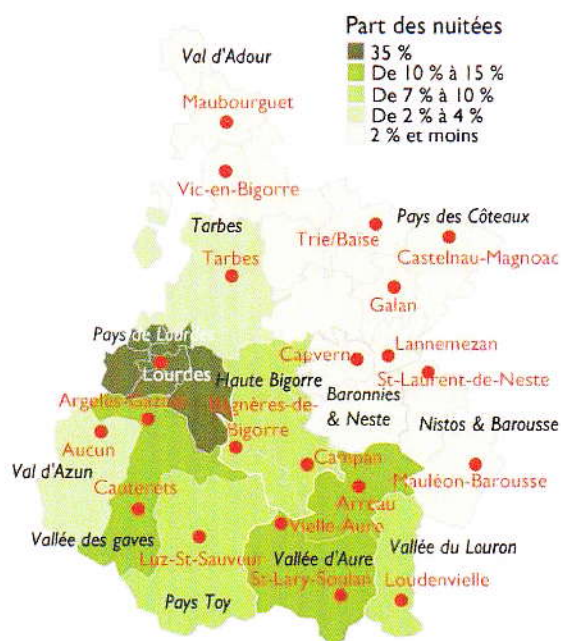 Part des nuitées
35 %
De 10 % à 15 %
De 7 % à 10 %
De 2 % à 4 %
2 % et moins
Val d'Adour
Maubourguet
Vic-en-Bigorre
Tarbes
Tarbes
Trie/Baïse
Pays des Côteaux
Castelnau-Magnoac
Galan
Pays de Lourdes
Lourdes
Capvern
Lannemezan
St-Laurent-de-Neste
Haute Bigorre
Baronnies
& Neste
Nistos & Barousse
Argelès-Gazost
Bagnères-de-
Bigorre
Aucun
Val d'Azun
Campan
Mauléon-Barousse
Cauterets
Arreau
Vielle-Aure
Vallée des gaves
Luz-St-Sauveur
Vallée d'Aure
Vallée du Louron
St-Lary-Soulan
Loudenvielle
Pays Toy